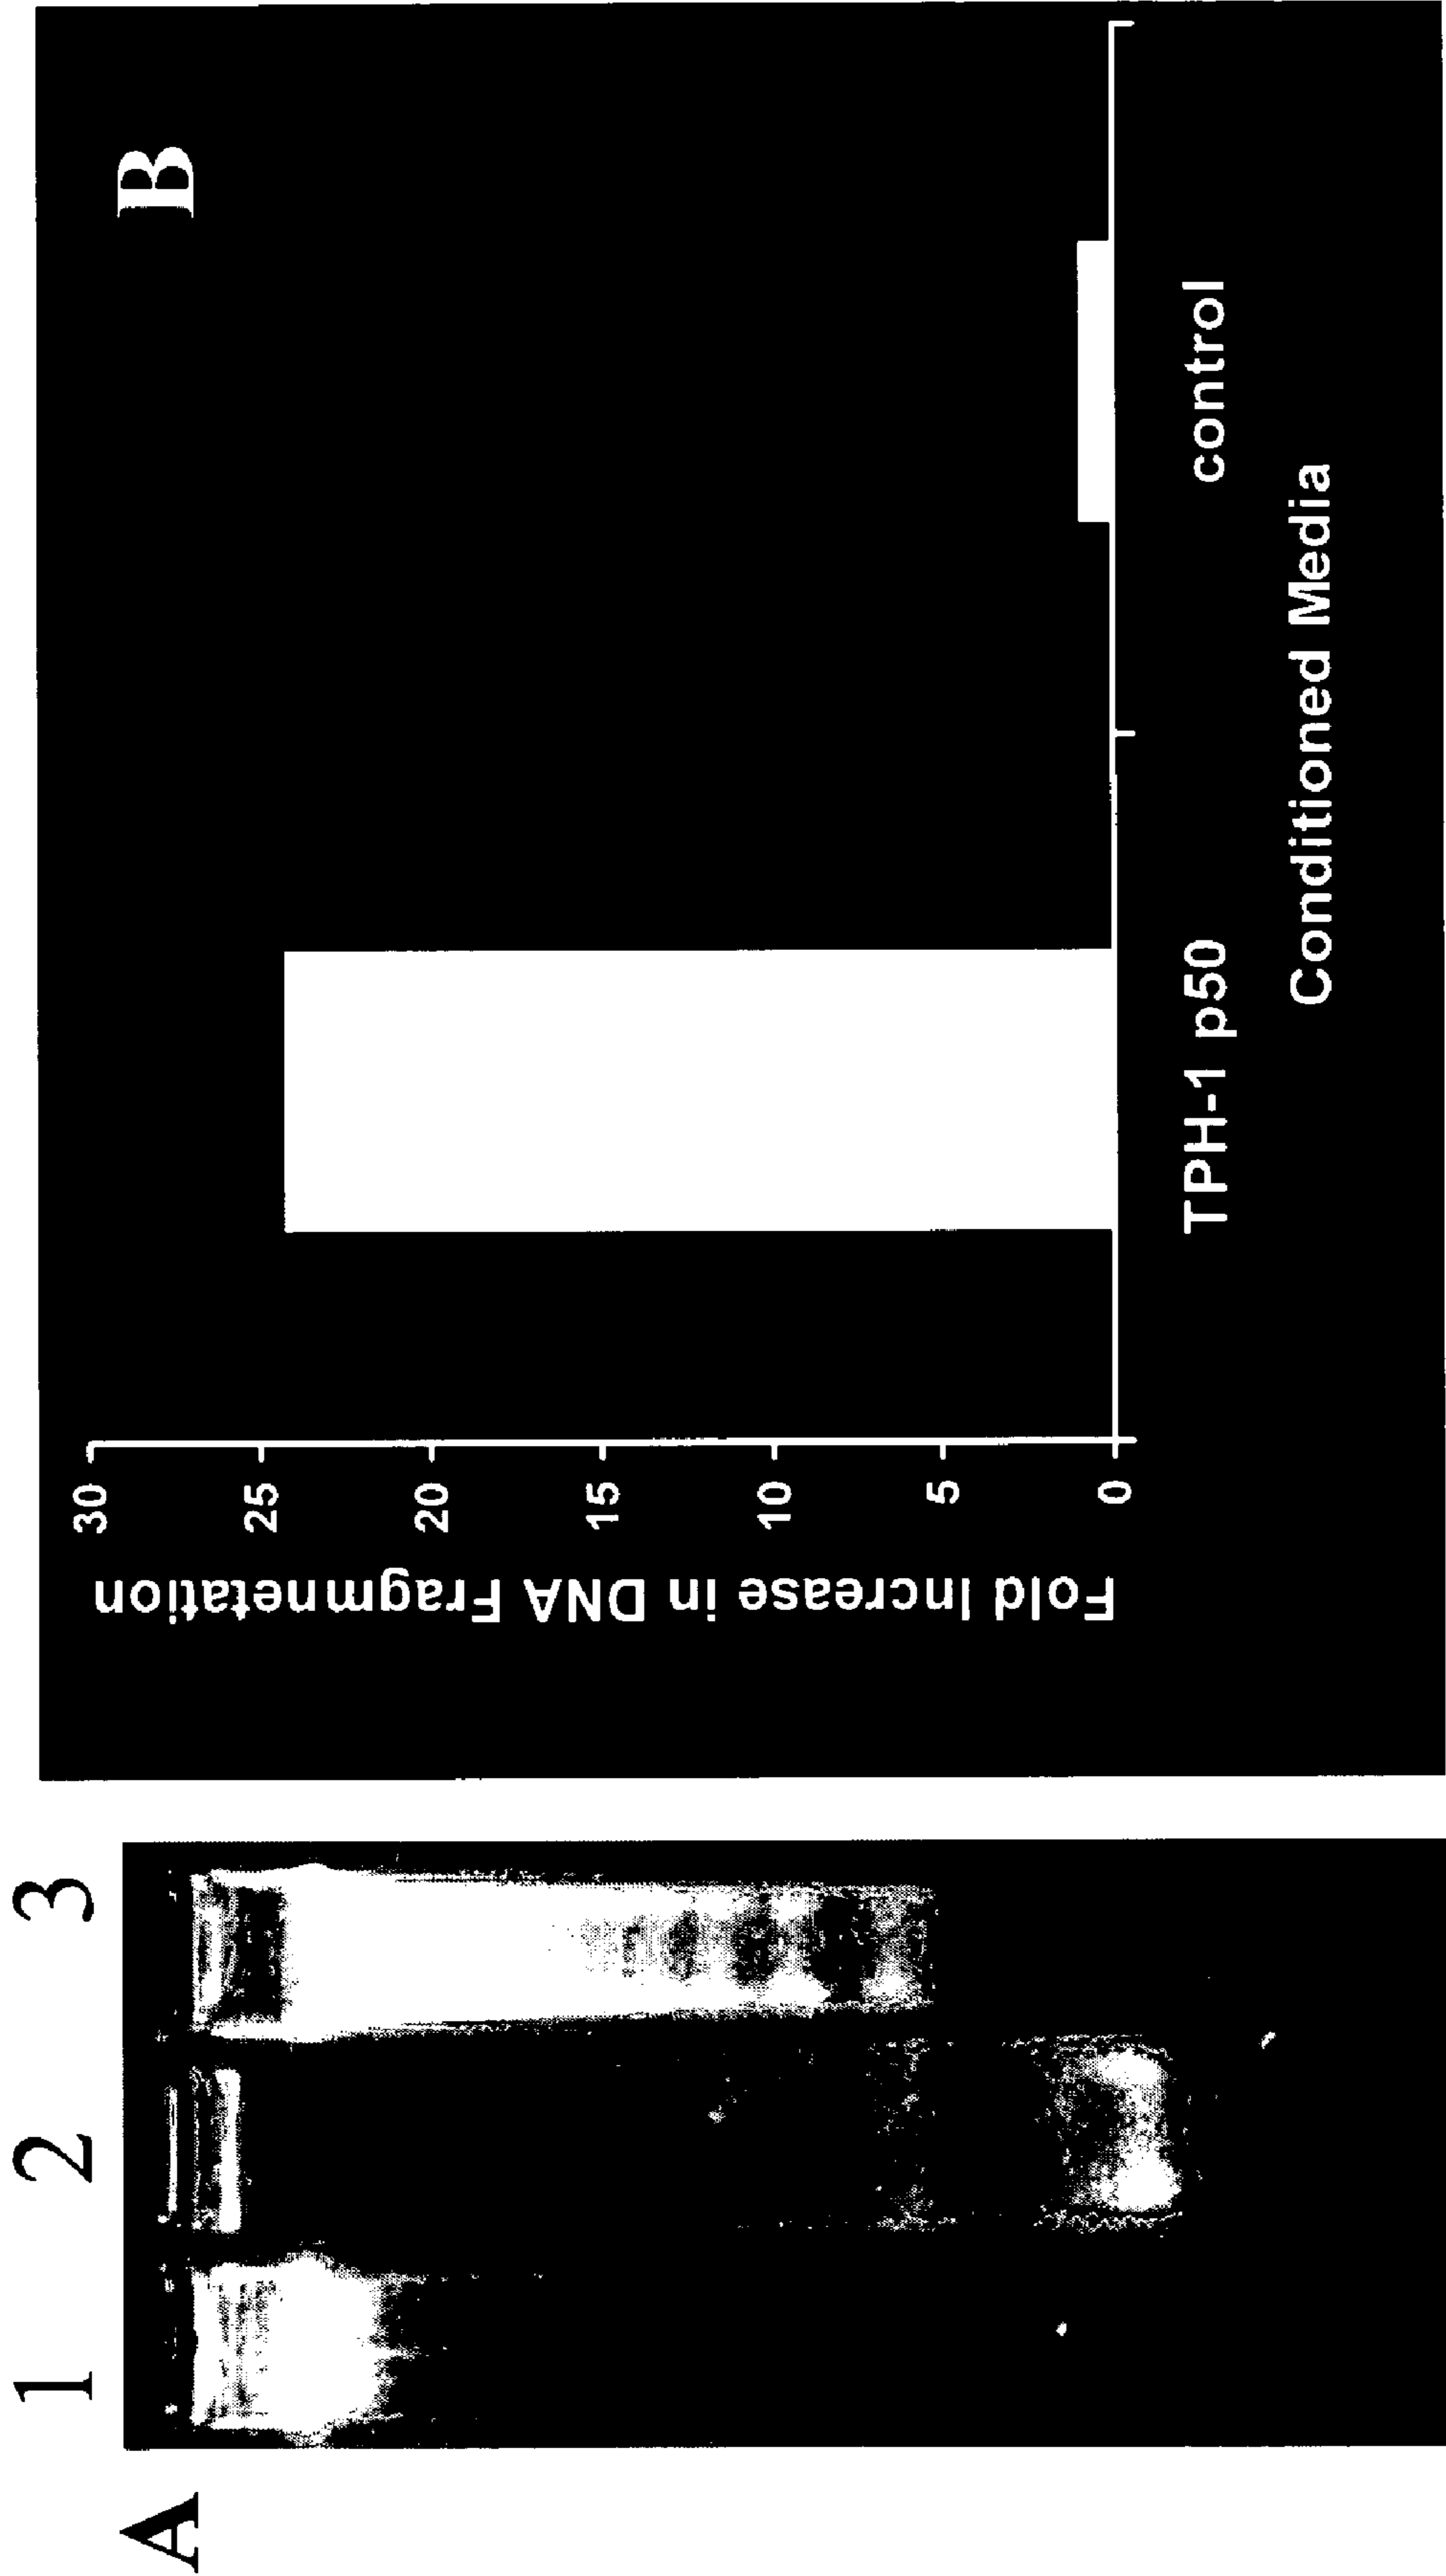 A
1 2 3
B
Fold Increase in DNA Fragmnetation
30
25
20
15
10
5
0
TPH-1 p50 control
Conditioned Media